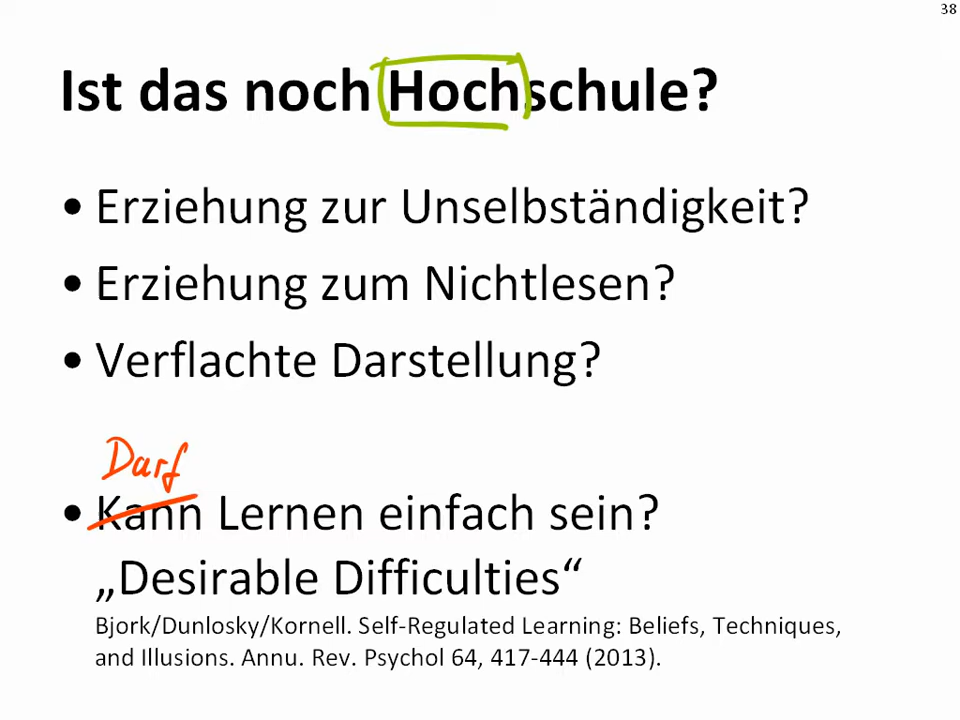 38
Ist das noch Hochschule?
• Erziehung zur Unselbständigkeit?
• Erziehung zum Nichtlesen?
• Verflachte Darstellung?
Darf
• Kann Lernen einfach sein?
„Desirable Difficulties“
Bjork/Dunlosky/Kornell. Self-Regulated Learning: Beliefs, Techniques,
and Illusions. Annu. Rev. Psychol 64, 417-444 (2013).